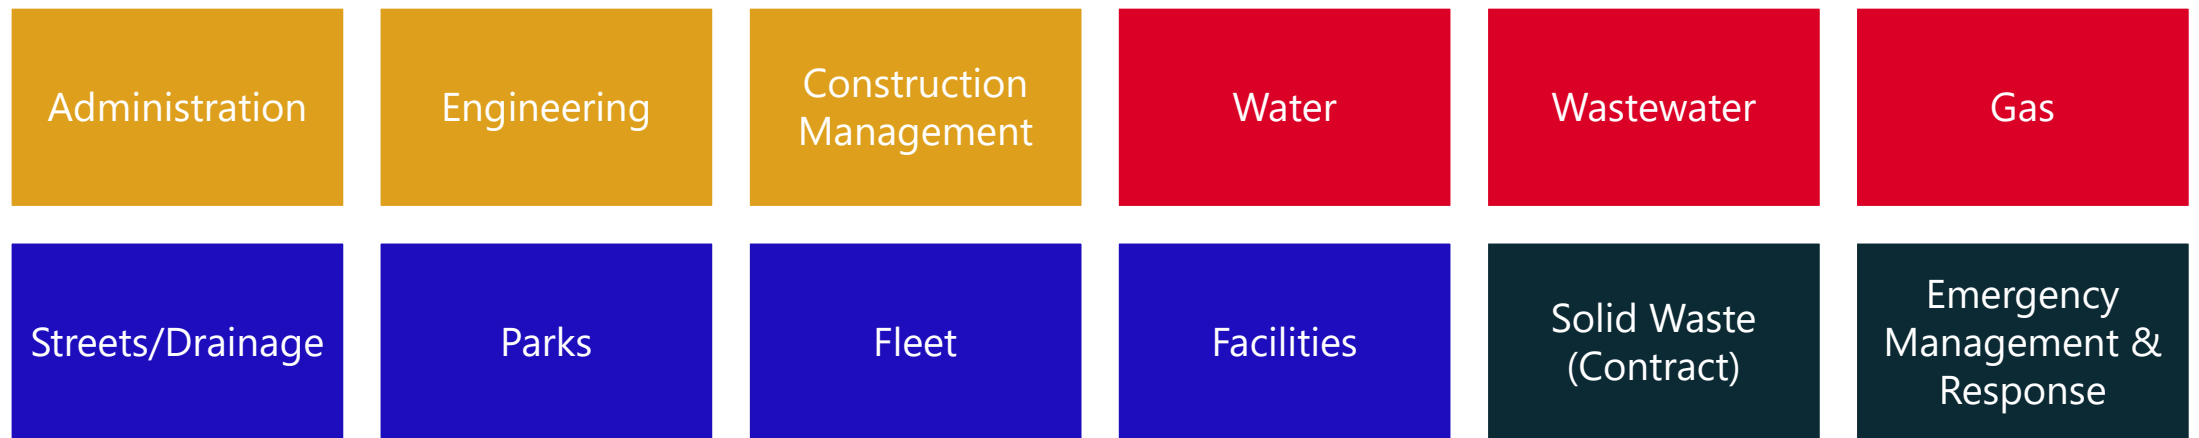 Administration
Engineering
Construction
Management
Water
Wastewater
Gas
Streets/Drainage
Parks
Fleet
Facilities
Solid Waste
(Contract)
Emergency
Management &
Response